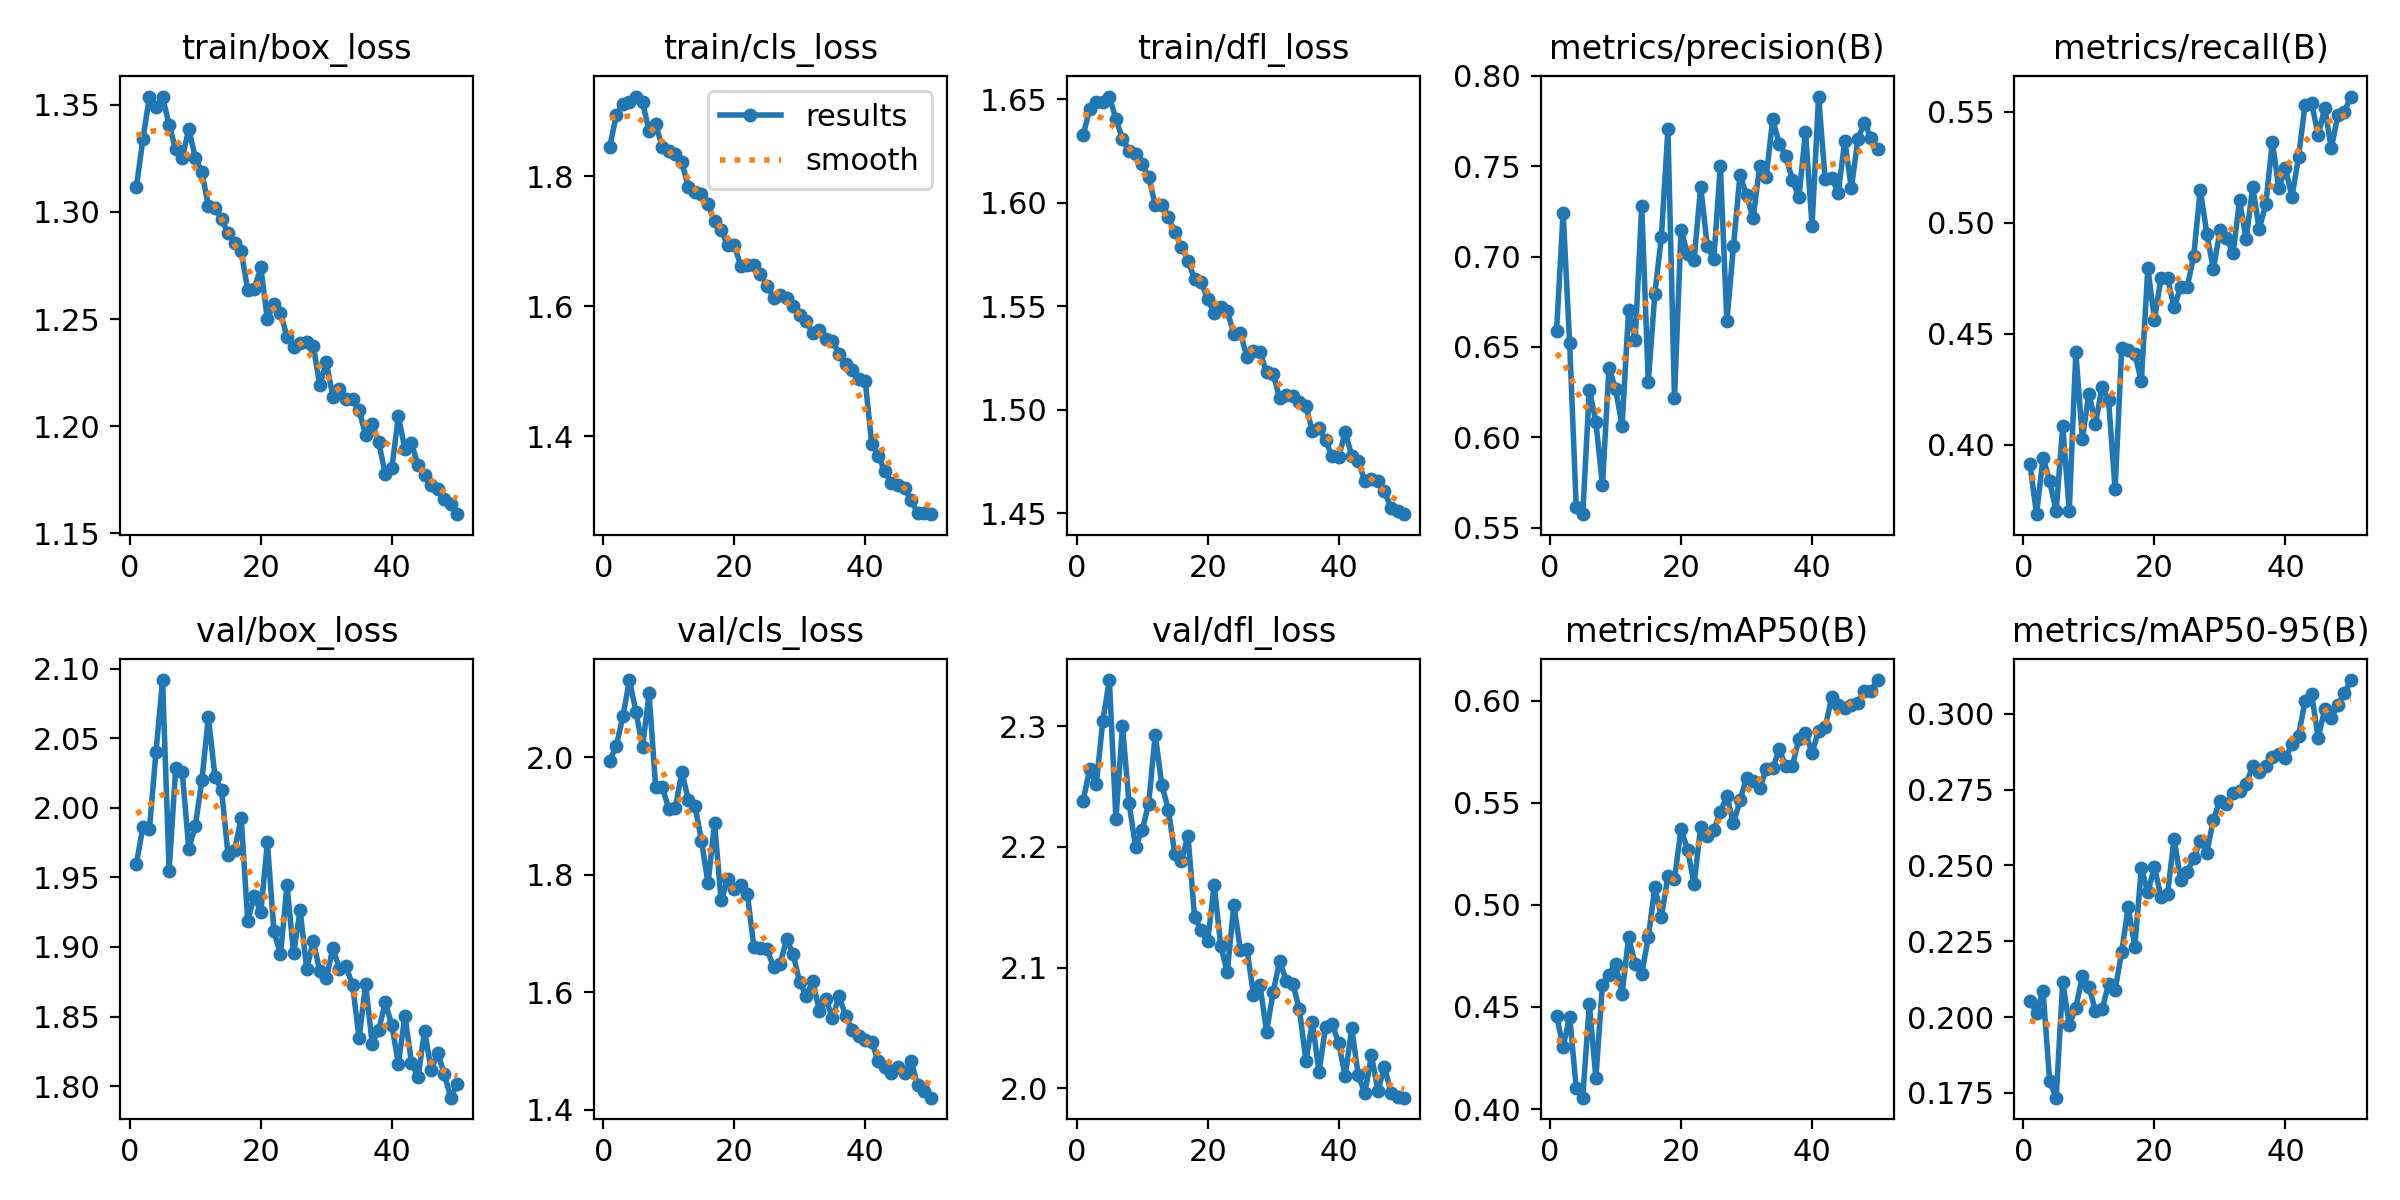 train/box_loss
1.35
1.30
1.25
1.20
1.15
0 20 40
train/cls_loss
results
smooth
1.8
1.6
1.4
0 20 40
train/dfl_loss
1.65
1.60
1.55
1.50
1.45
0 20 40
metrics/precision(B)
0.80
0.75
0.70
0.65
0.60
0.55
0 20 40
metrics/recall(B)
0.55
0.50
0.45
0.40
0 20 40
val/box_loss
2.10
2.05
2.00
1.95
1.90
1.85
1.80
0 20 40
val/cls_loss
2.0
1.8
1.6
1.4
0 20 40
val/dfl_loss
2.3
2.2
2.1
2.0
0 20 40
metrics/mAP50(B)
0.60
0.55
0.50
0.45
0.40
0 20 40
metrics/mAP50-95(B)
0.300
0.275
0.250
0.225
0.200
0.175
0 20 40